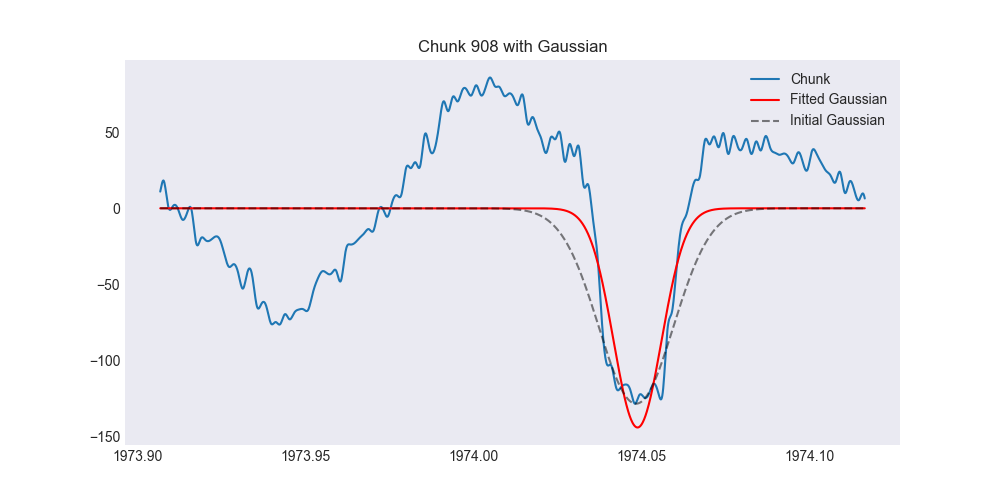 Chunk 908 with Gaussian
Chunk
Fitted Gaussian
Initial Gaussian
50
0
−50
−100
−150
1973.90 1973.95 1974.00 1974.05 1974.10